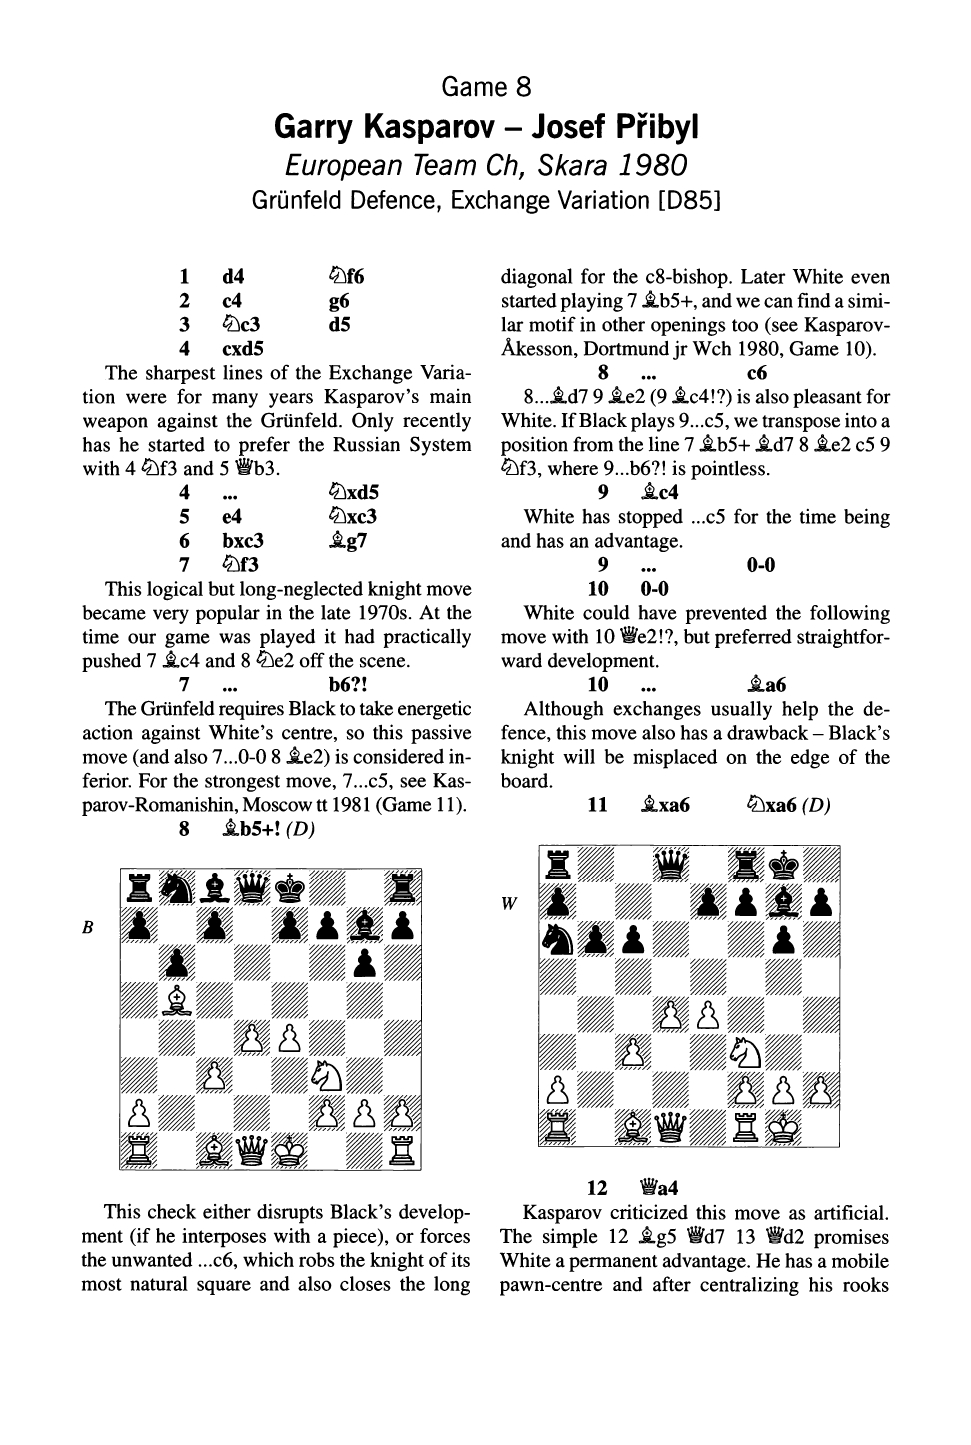 Game 8
Garry Kasparov – Josef Přibyl
European Team Ch, Skara 1980
Grünfeld Defence, Exchange Variation [D85]
1 d4 ♘f6
2 c4 g6
3 ♘c3 d5
4 cxd5
The sharpest lines of the Exchange Varia-
tion were for many years Kasparov's main
weapon against the Grünfeld. Only recently
has he started to prefer the Russian System
with 4 ♘f3 and 5 ♕b3.
4 ... ♘xd5
5 e4 ♘xc3
6 bxc3 ♗g7
7 ♘f3
This logical but long-neglected knight move
became very popular in the late 1970s. At the
time our game was played it had practically
pushed 7 ♗c4 and 8 ♘e2 off the scene.
7 ... b6?!
The Grünfeld requires Black to take energetic
action against White's centre, so this passive
move (and also 7...0-0 8 ♗e2) is considered in-
ferior. For the strongest move, 7...c5, see Kas-
parov-Romanishin, Moscow tt 1981 (Game 11).
8 ♗b5+! (D)
B
This check either disrupts Black's develop-
ment (if he interposes with a piece), or forces
the unwanted ...c6, which robs the knight of its
most natural square and also closes the long
diagonal for the c8-bishop. Later White even
started playing 7 ♗b5+, and we can find a simi-
lar motif in other openings too (see Kasparov-
Åkesson, Dortmund jr Wch 1980, Game 10).
8 ... c6
8...♗d7 9 ♗e2 (9 ♗c4!?) is also pleasant for
White. If Black plays 9...c5, we transpose into a
position from the line 7 ♗b5+ ♗d7 8 ♗e2 c5 9
♘f3, where 9...b6?! is pointless.
9 ♗c4
White has stopped ...c5 for the time being
and has an advantage.
9 ... 0-0
10 0-0
White could have prevented the following
move with 10 ♕e2!?, but preferred straightfor-
ward development.
10 ... ♗a6
Although exchanges usually help the de-
fence, this move also has a drawback – Black's
knight will be misplaced on the edge of the
board.
11 ♗xa6 ♘xa6 (D)
W
12 ♕a4
Kasparov criticized this move as artificial.
The simple 12 ♗g5 ♕d7 13 ♕d2 promises
White a permanent advantage. He has a mobile
pawn-centre and after centralizing his rooks